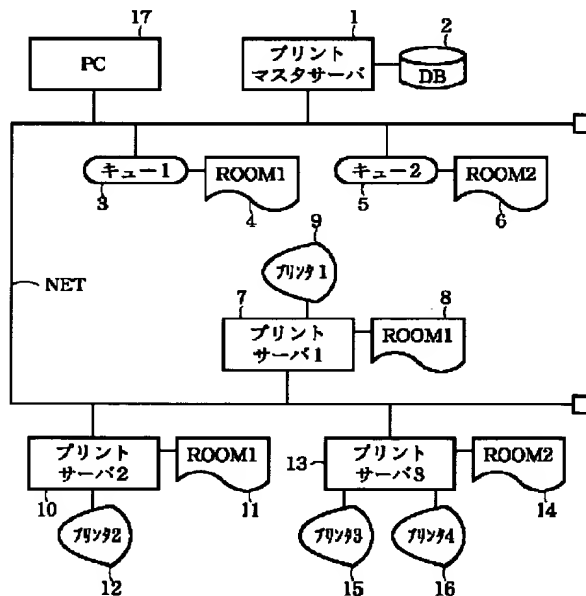 17
1
2
PC
プリント
マスタサーバ
DB
キュー1
ROOM1
キュー2
ROOM2
3
4
5
6
9
プリンタ1
NET
7
8
プリント
サーバ1
ROOM1
プリント
サーバ2
ROOM1
13
プリント
サーバ3
ROOM2
10
11
14
プリンタ2
プリンタ3
プリンタ4
12
15
16